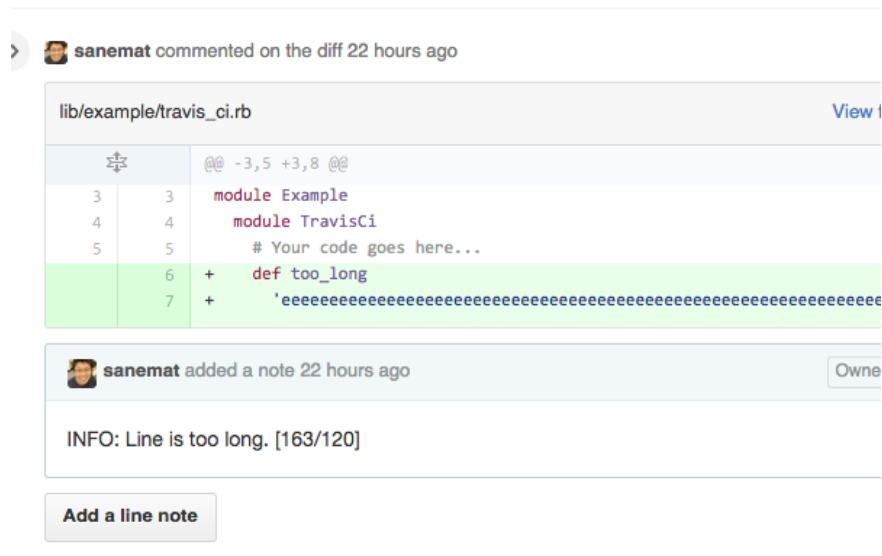 sanemat commented on the diff 22 hours ago
lib/example/travis_ci.rb View
@@ -3,5 +3,8 @@
3 3 module Example
4 4 module TravisCi
5 5 # Your code goes here...
6 + def too_long
7 + 'eeeeeeeeeeeeeeeeeeeeeeeeeeeeeeeeeeeeeeeeeeeeeeeeeeeeeeeeeeeeeee
sanemat added a note 22 hours ago
INFO: Line is too long. [163/120]
Add a line note